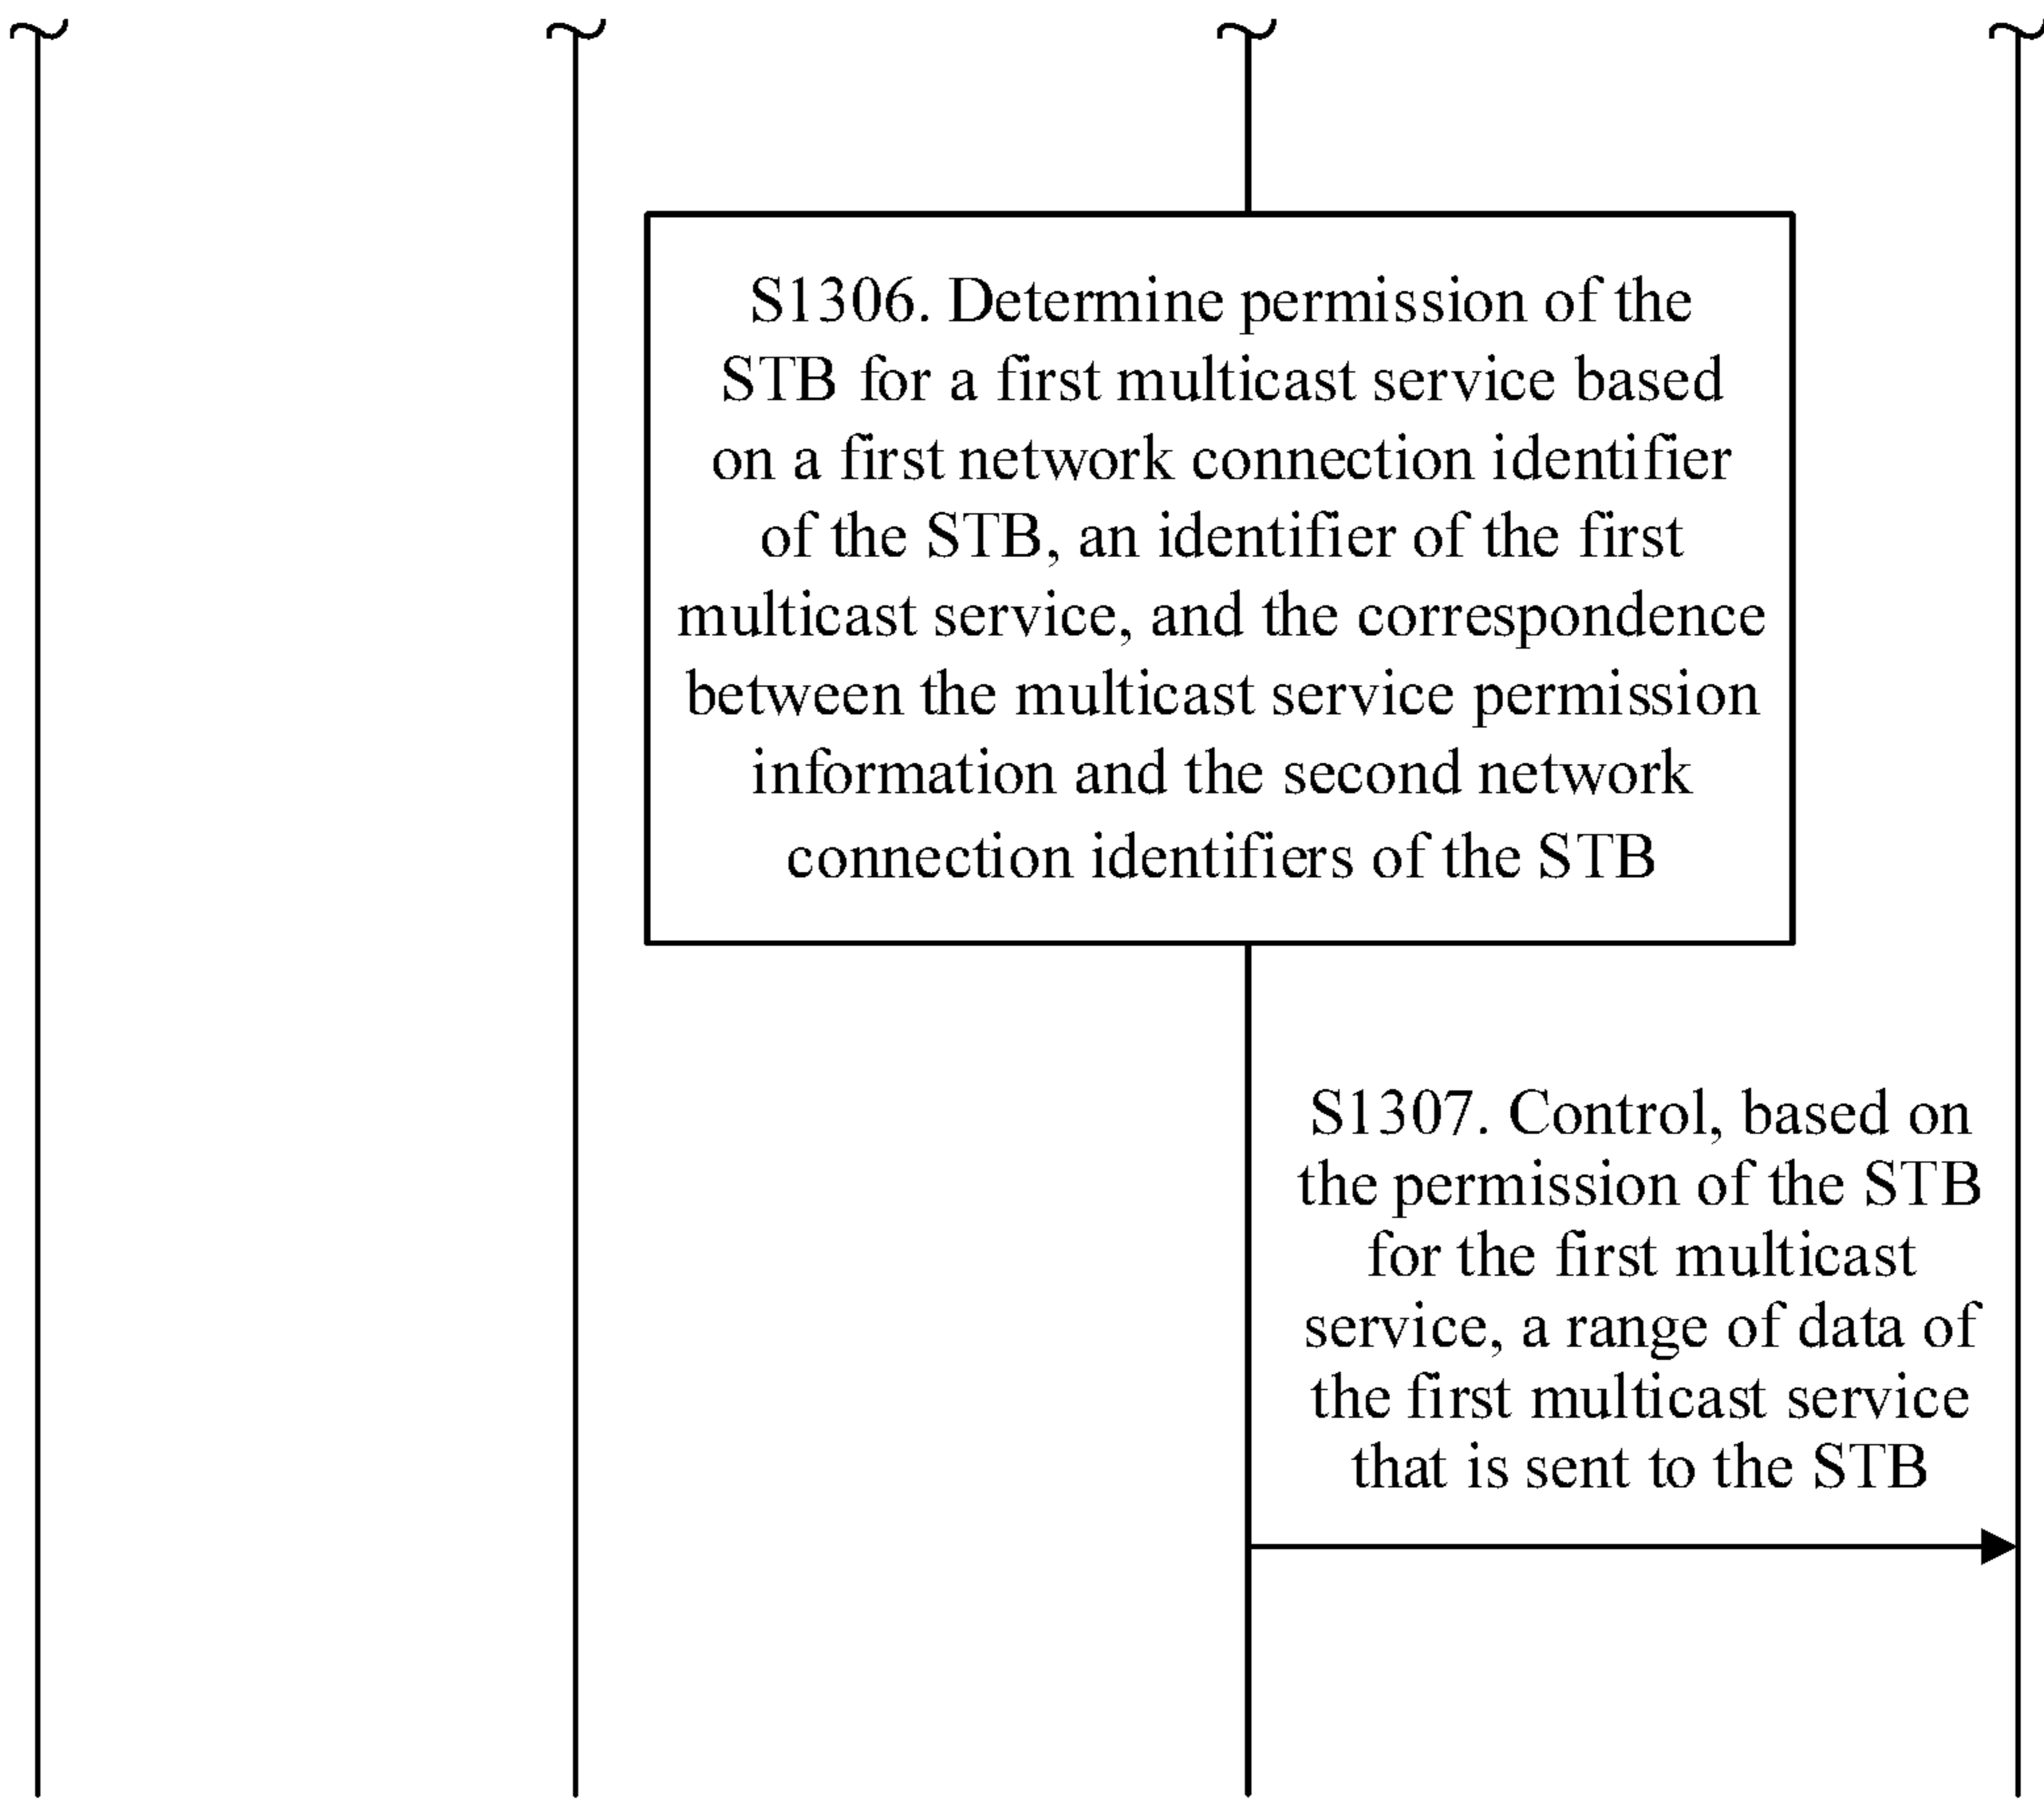 S1306. Determine permission of the
STB for a first multicast service based
on a first network connection identifier
of the STB, an identifier of the first
multicast service, and the correspondence
between the multicast service permission
information and the second network
connection identifiers of the STB
S1307. Control, based on
the permission of the STB
for the first multicast
service, a range of data of
the first multicast service
that is sent to the STB